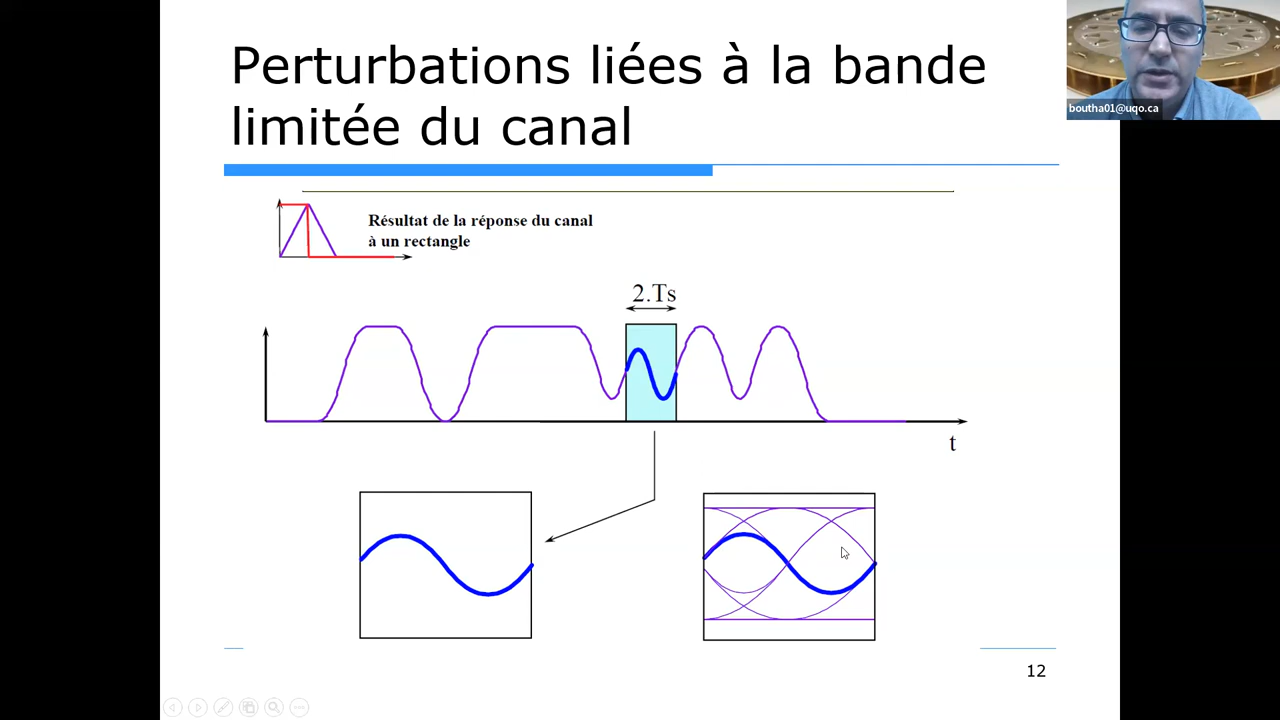 Perturbations liées à la bande
limitée du canal
boutha01@uqo.ca
Résultat de la réponse du canal
à un rectangle
2.Ts
t
12